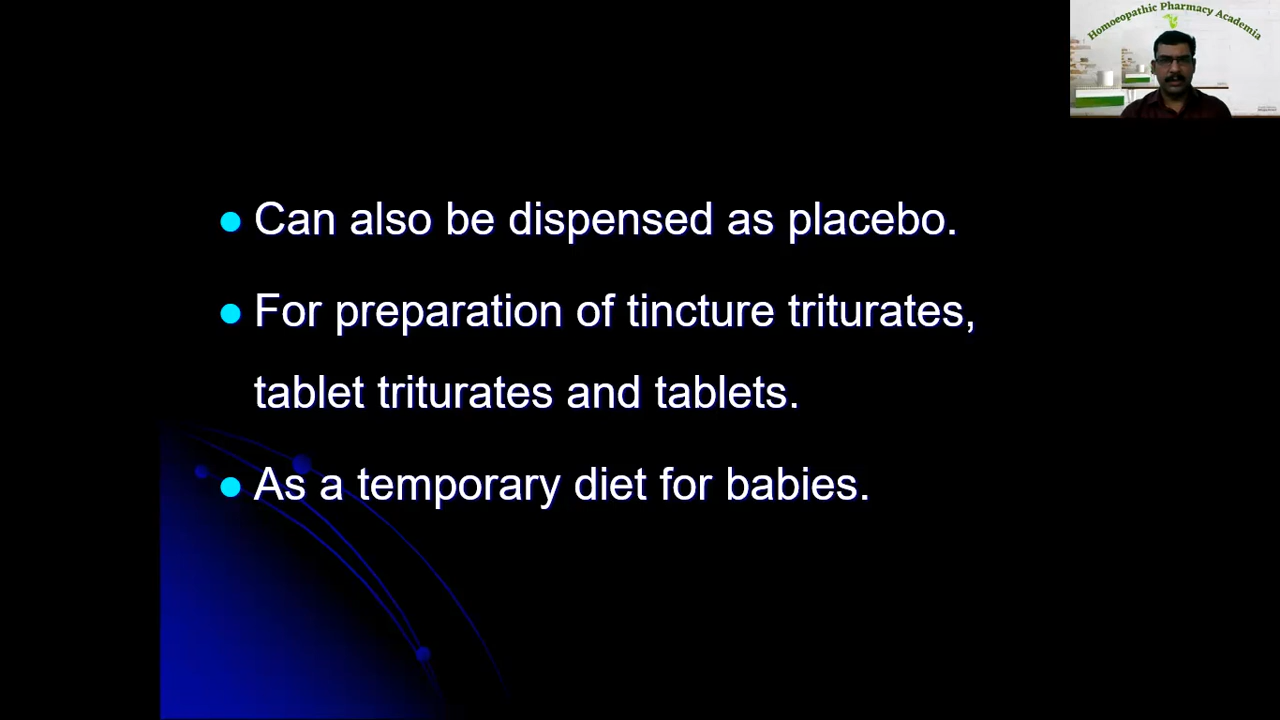 Homoeopathic Pharmacy Academia
Can also be dispensed as placebo.
For preparation of tincture triturates,
tablet triturates and tablets.
As a temporary diet for babies.